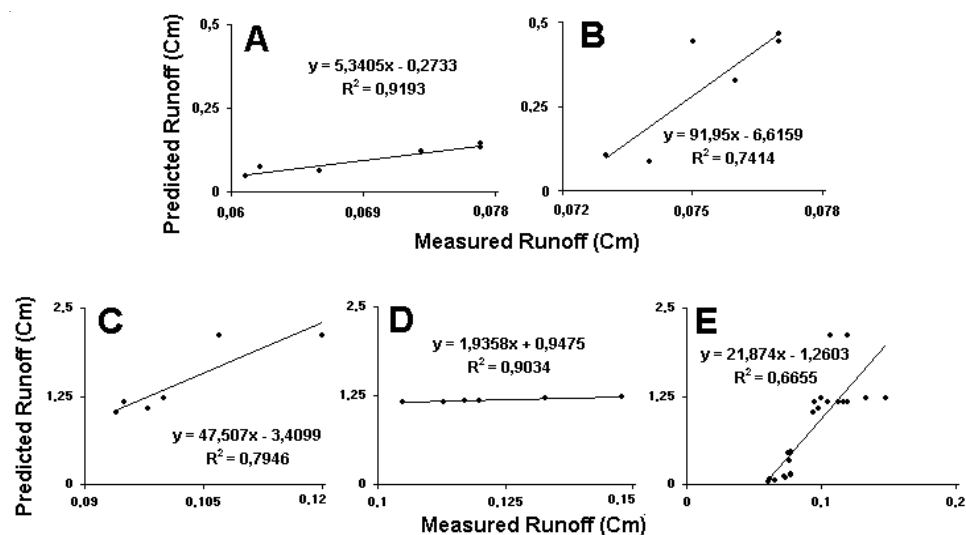 A
B
y = 5,3405x - 0,2733
R² = 0,9193
y = 91,95x - 6,6159
R² = 0,7414
Predicted Runoff (Cm)
0,5
0,25
0
0,06
0,069
0,078
0,5
0,25
0
0,072
0,075
0,078
Measured Runoff (Cm)
C
D
E
y = 47,507x - 3,4099
R² = 0,7946
y = 1,9358x + 0,9475
R² = 0,9034
y = 21,874x - 1,2603
R² = 0,6655
Predicted Runoff (Cm)
2,5
1,25
0
0,09
0,105
0,12
2,5
1,25
0
0,1
0,125
0,15
2,5
1,25
0
0
0,1
0,2
Measured Runoff (Cm)